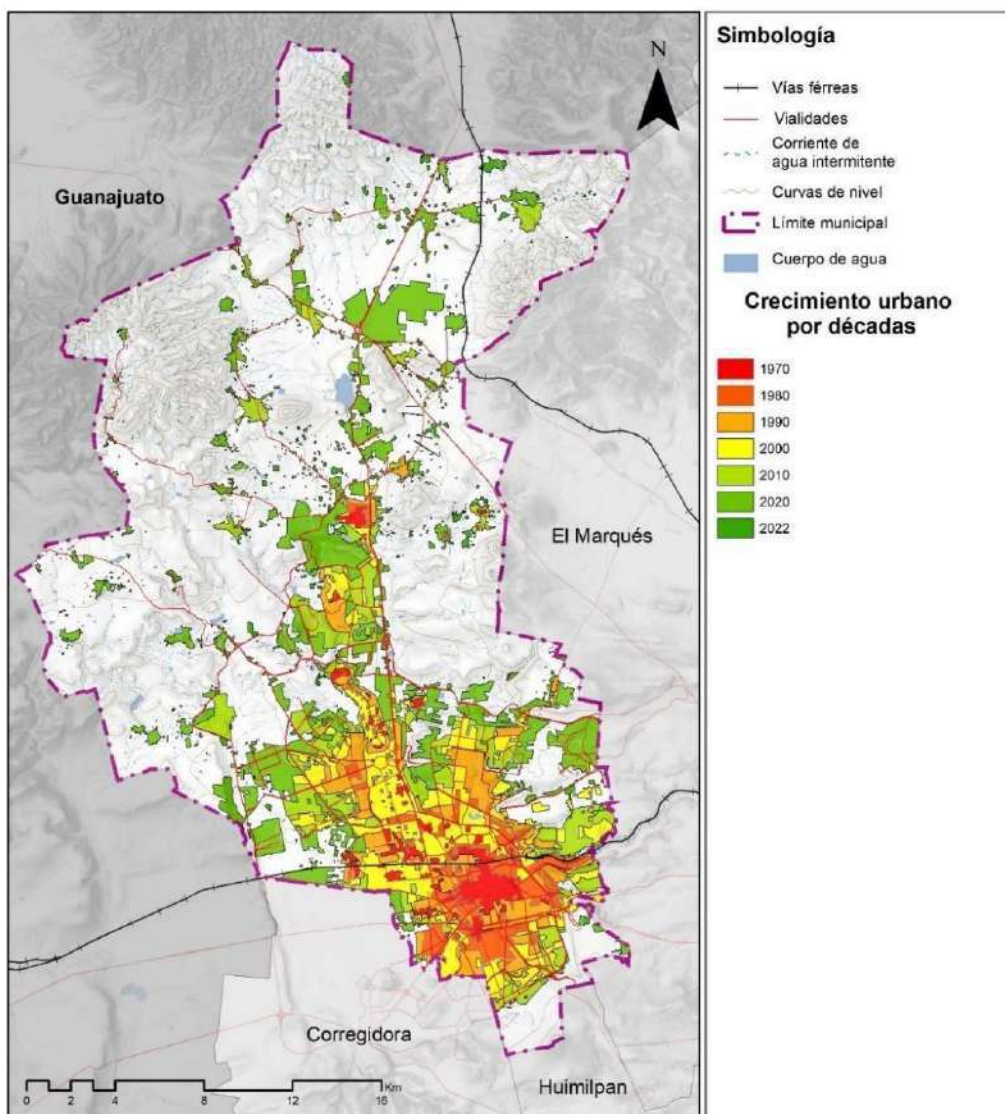 N
Guanajuato
El Marqués
Corregidora
Huimilpan
Km
0 2 4 8 12 16
Simbología
Vías férreas
Vialidades
Corriente de
agua intermitente
Curvas de nivel
Límite municipal
Cuerpo de agua
Crecimiento urbano
por décadas
1970
1980
1990
2000
2010
2020
2022